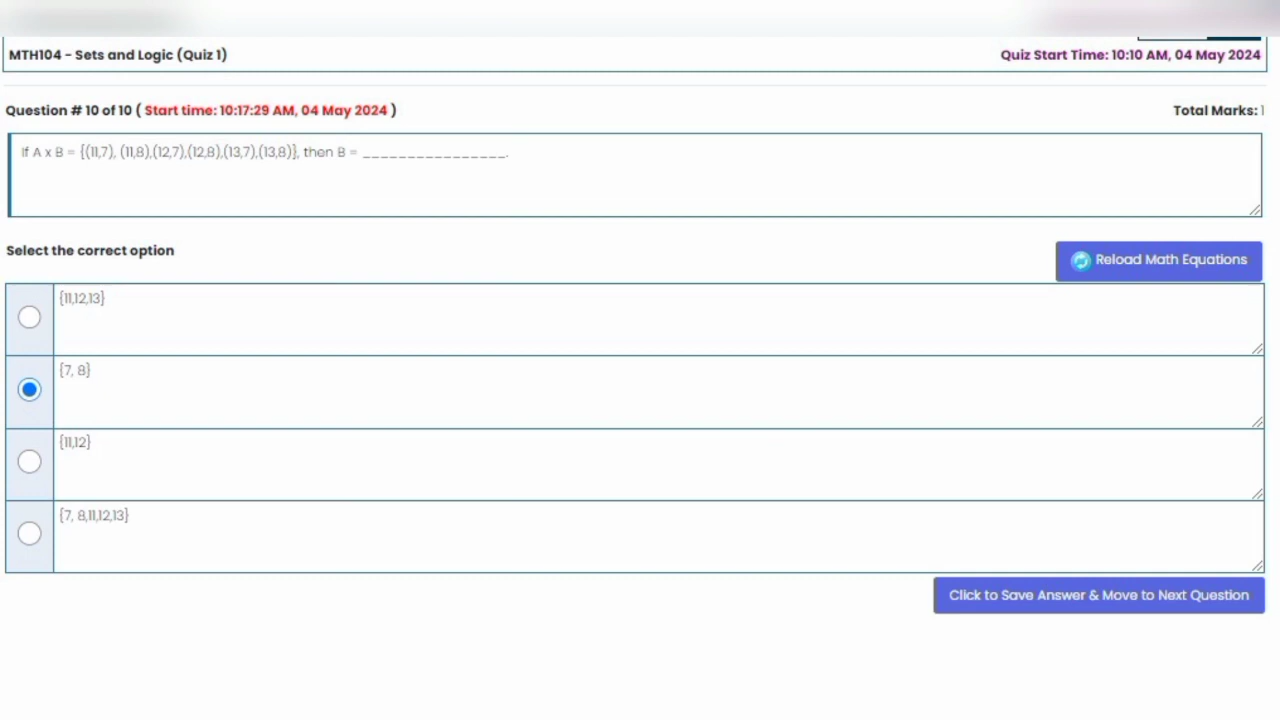 MTH104 - Sets and Logic (Quiz 1)
Quiz Start Time: 10:10 AM, 04 May 2024
Question # 10 of 10 ( Start time: 10:17:29 AM, 04 May 2024 )
Total Marks: 1
If A x B = {(11,7), (11,8),(12,7),(12,8),(13,7),(13,8)}, then B = ________________.
Select the correct option
Reload Math Equations
{11,12,13}
{7, 8}
{11,12}
{7, 8,11,12,13}
Click to Save Answer & Move to Next Question